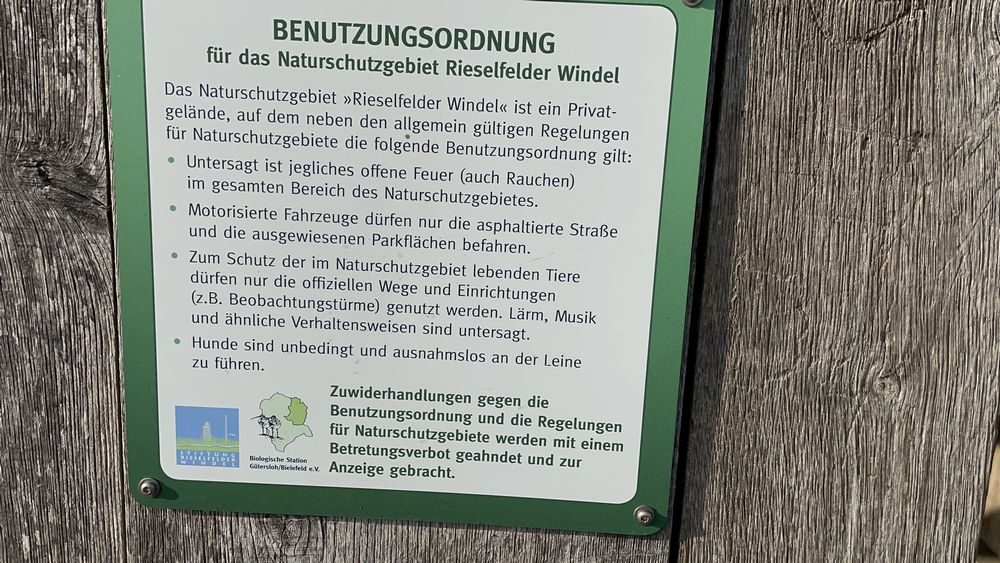 BENUTZUNGSORDNUNG
für das Naturschutzgebiet Rieselfelder Windel
Das Naturschutzgebiet »Rieselfelder Windel« ist ein Privat-
gelände, auf dem neben den allgemein gültigen Regelungen
für Naturschutzgebiete die folgende Benutzungsordnung gilt:
• Untersagt ist jegliches offene Feuer (auch Rauchen)
im gesamten Bereich des Naturschutzgebietes.
• Motorisierte Fahrzeuge dürfen nur die asphaltierte Straße
und die ausgewiesenen Parkflächen befahren.
• Zum Schutz der im Naturschutzgebiet lebenden Tiere
dürfen nur die offiziellen Wege und Einrichtungen
(z.B. Beobachtungstürme) genutzt werden. Lärm, Musik
und ähnliche Verhaltensweisen sind untersagt.
• Hunde sind unbedingt und ausnahmslos an der Leine
zu führen.
STIFTUNG
RIESELFELDER
WINDEL
Biologische Station
Gütersloh/Bielefeld e.V.
Zuwiderhandlungen gegen die
Benutzungsordnung und die Regelungen
für Naturschutzgebiete werden mit einem
Betretungsverbot geahndet und zur
Anzeige gebracht.